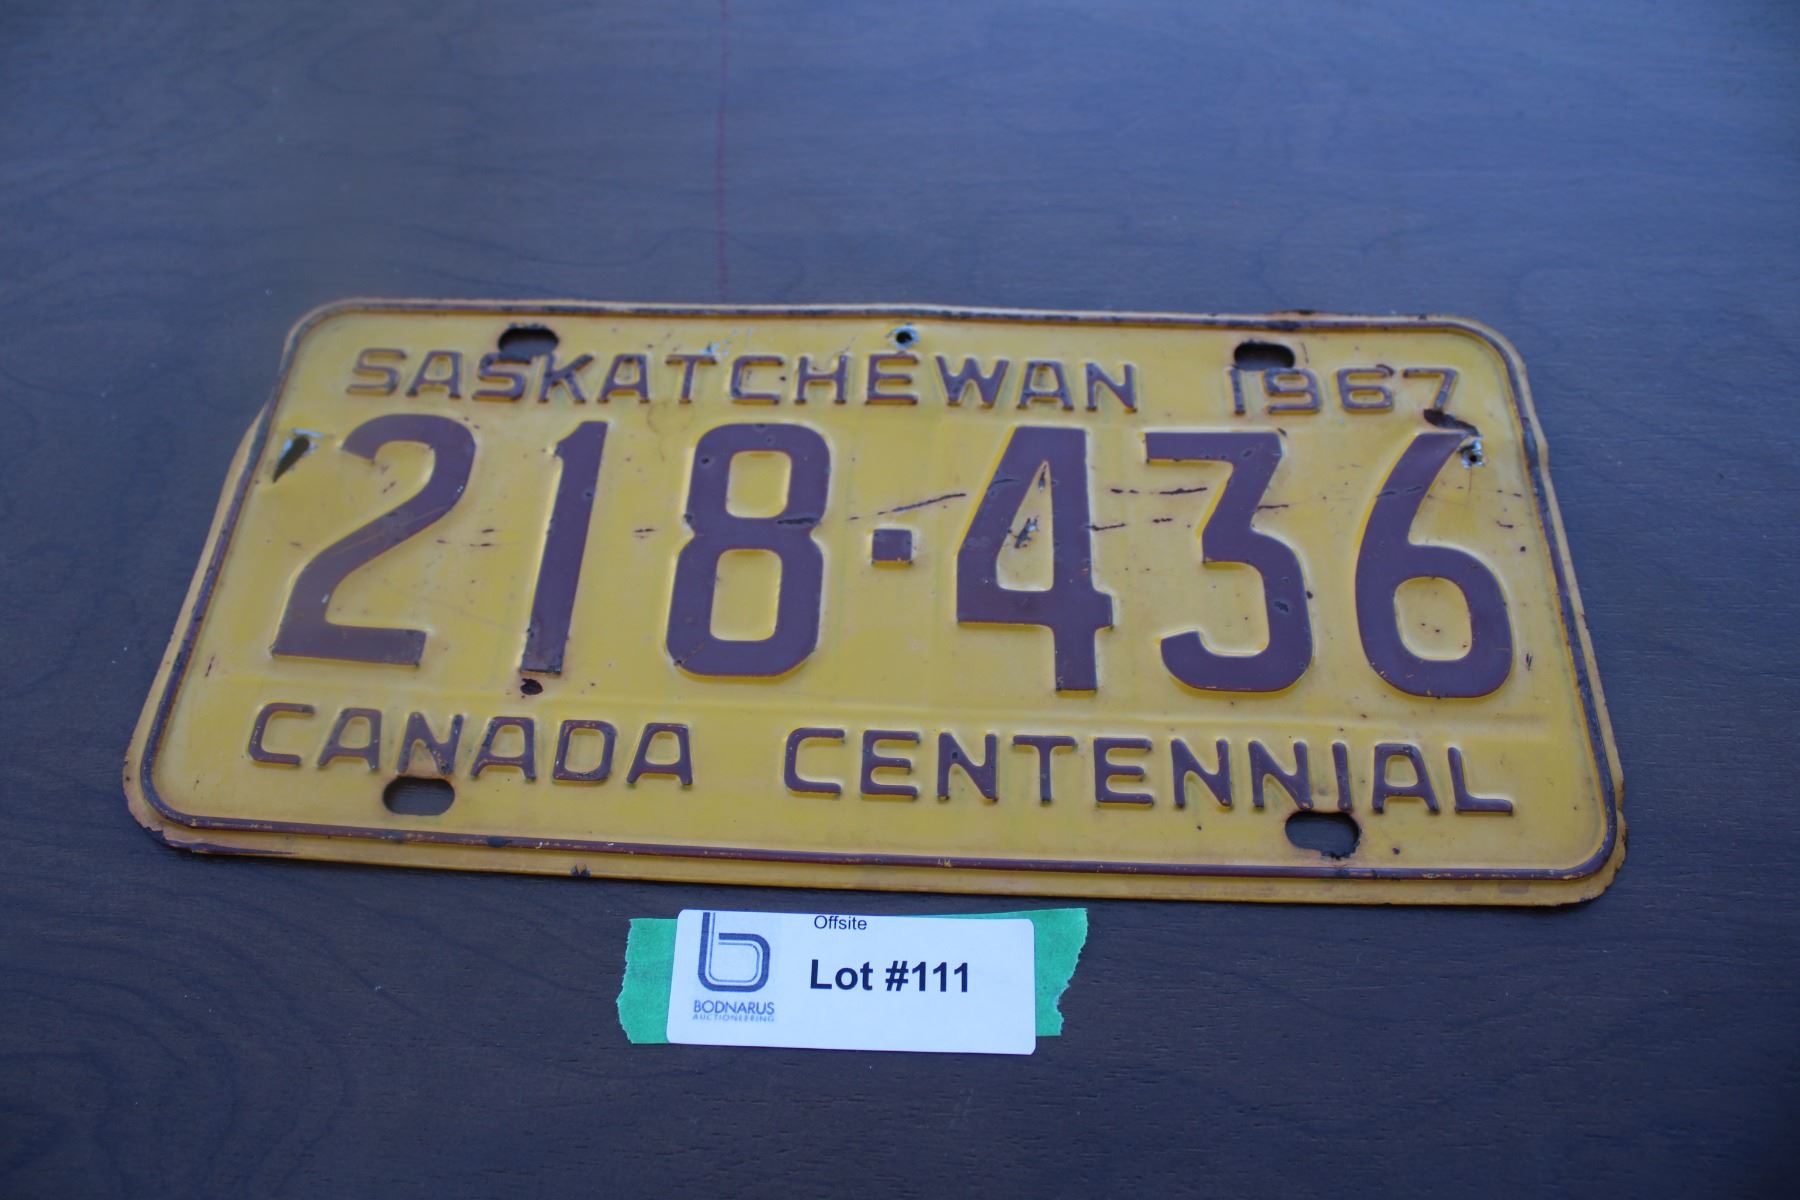 SASKATCHEWAN 1967
218·436
CANADA CENTENNIAL
Offsite
Lot #111
BODNARUS
AUCTIONEERING